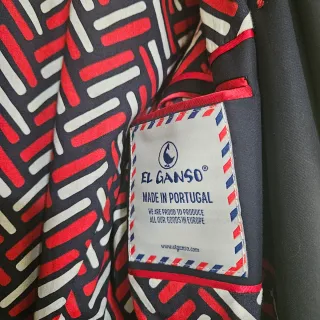 EL GANSO®
MADE IN PORTUGAL
WE ARE PROUD TO PRODUCE
ALL OUR GOODS IN EUROPE
www.elganso.com